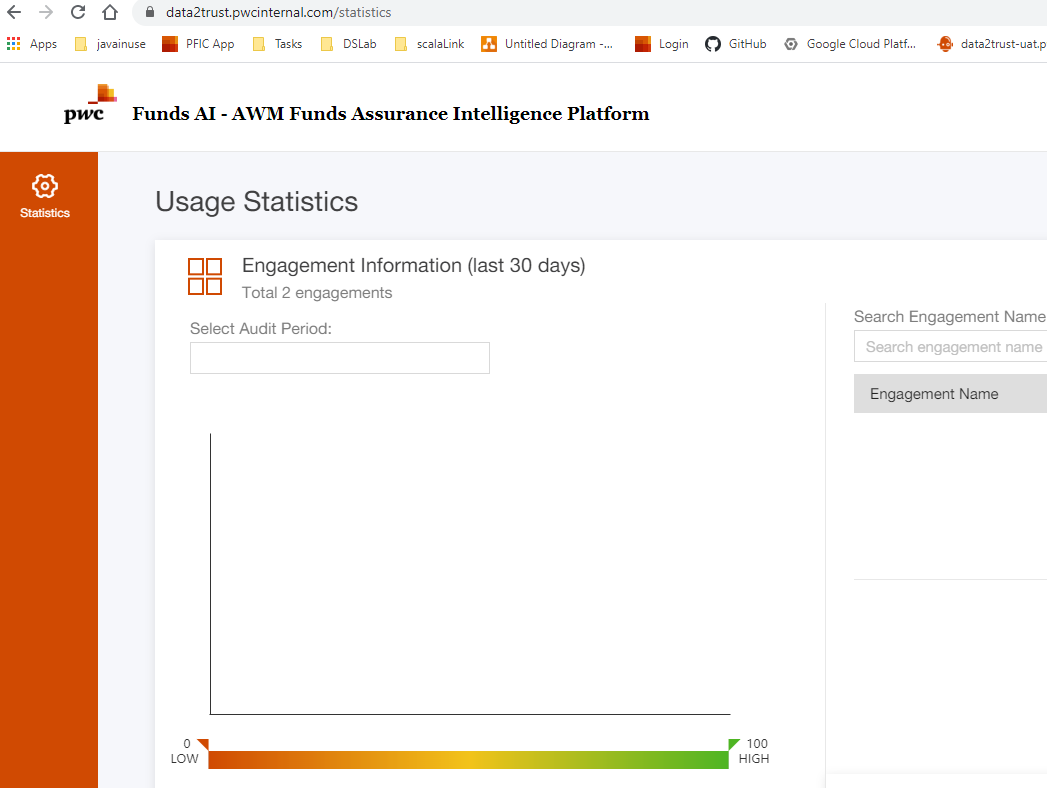 data2trust.pwcinternal.com/statistics
Apps javainuse PFIC App Tasks DSLab scalaLink Untitled Diagram -... Login GitHub Google Cloud Platf... data2trust-uat.p
pwc Funds AI - AWM Funds Assurance Intelligence Platform
Statistics
Usage Statistics
Engagement Information (last 30 days)
Total 2 engagements
Select Audit Period:
Search Engagement Name
Search engagement name
Engagement Name
0 100
LOW HIGH